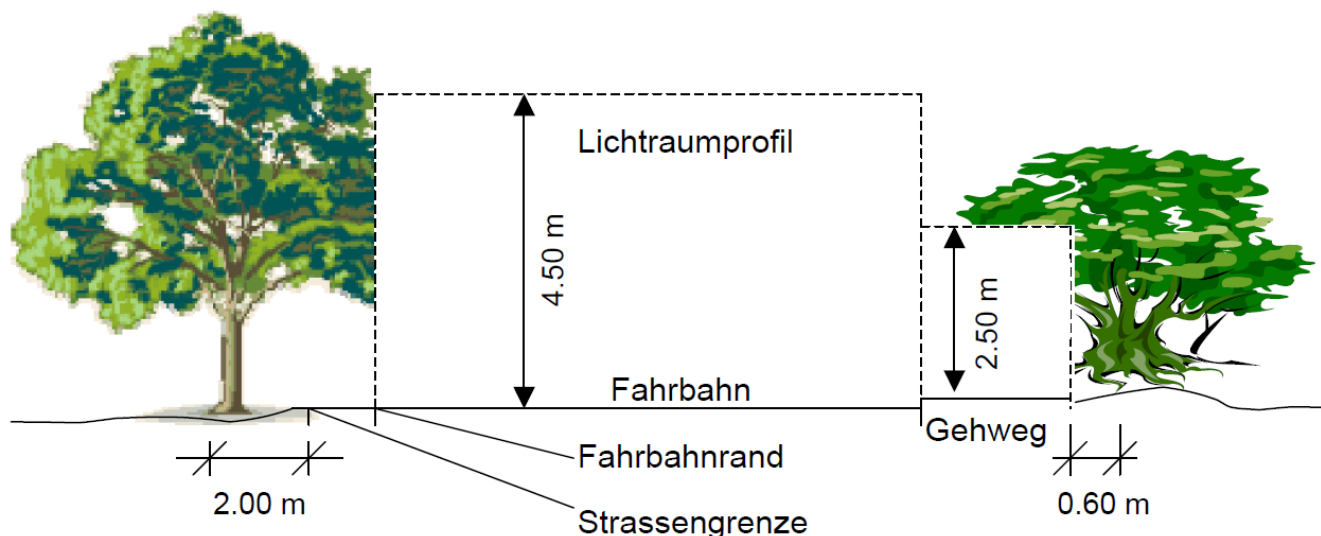 Lichtraumprofil
4.50 m
2.50 m
Fahrbahn
Gehweg
Fahrbahnrand
2.00 m
0.60 m
Strassengrenze